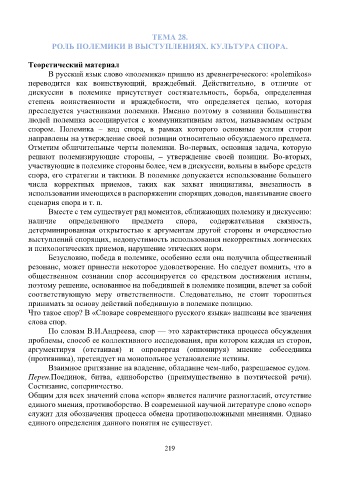 ТЕМА 28.
РОЛЬ ПОЛЕМИКИ В ВЫСТУПЛЕНИЯХ. КУЛЬТУРА СПОРА.
Теоретический материал
В русский язык слово «полемика» пришло из древнегреческого: «polemikos»
переводится как воинствующий, враждебный. Действительно, в отличие от
дискуссии в полемике присутствует состязательность, борьба, определенная
степень воинственности и враждебности, что определяется целью, которая
преследуется участниками полемики. Именно поэтому в сознании большинства
людей полемика ассоциируется с коммуникативным актом, называемым острым
спором. Полемика – вид спора, в рамках которого основные усилия сторон
направлены на утверждение своей позиции относительно обсуждаемого предмета.
Отметим обличительные черты полемики. Во-первых, основная задача, которую
решают полемизирующие стороны, – утверждение своей позиции. Во-вторых,
участвующие в полемике стороны более, чем в дискуссии, вольны в выборе средств
спора, его стратегии и тактики. В полемике допускается использование большего
числа корректных приемов, таких как захват инициативы, внезапность в
использовании имеющихся в распоряжении спорящих доводов, навязывание своего
сценария спора и т. п.
Вместе с тем существует ряд моментов, сближающих полемику и дискуссию:
наличие определенного предмета спора, содержательная связность,
детерминированная открытостью к аргументам другой стороны и очередностью
выступлений спорящих, недопустимость использования некорректных логических
и психологических приемов, нарушение этических норм.
Безусловно, победа в полемике, особенно если она получила общественный
резонанс, может принести некоторое удовлетворение. Но следует помнить, что в
общественном сознании спор ассоциируется со средством достижения истины,
поэтому решение, основанное на победившей в полемике позиции, влечет за собой
соответствующую меру ответственности. Следовательно, не стоит торопиться
принимать за основу действий победившую в полемике позицию.
Что такое спор? В «Словаре современного русского языка» написаны все значения
слова спор.
По словам В.И.Андреева, спор — это характеристика процесса обсуждения
проблемы, способ ее коллективного исследования, при котором каждая из сторон,
аргументируя (отстаивая) и опровергая (оппонируя) мнение собеседника
(противника), претендует на монопольное установление истины.
Взаимное притязание на владение, обладание чем-либо, разрешаемое судом.
Перен.Поединок, битва, единоборство (преимущественно в поэтической речи).
Состязание, соперничество.
Общим для всех значений слова «спор» является наличие разногласий, отсутствие
единого мнения, противоборство. В современной научной литературе слово «спор»
служит для обозначения процесса обмена противоположными мнениями. Однако
единого определения данного понятия не существует.
219